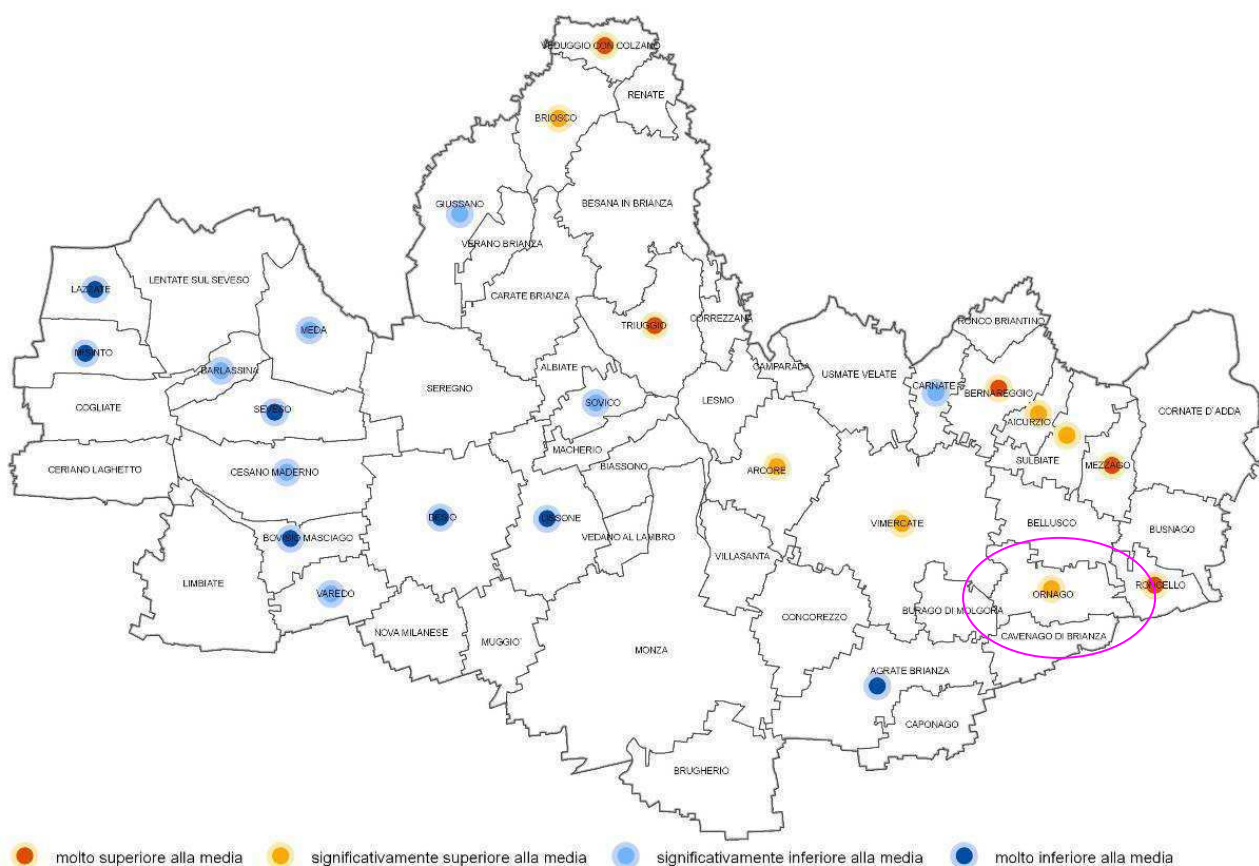 VEDUGGIO CON COLZANO
RENATE
BRIOSCO
GIUSSANO
BESANA IN BRIANZA
VERANO BRIANZA
LENTATE SUL SEVESO
LAZZATE
CARATE BRIANZA
CORREZZANA
RONCO BRIANTINO
TRIUGGIO
MEDA
MISINTO
BARLASSINA
ALBIATE
CAMPARADA
USMATE VELATE
CARNATE
BERNAREGGIO
SEREGNO
COGLIATE
SEVESO
SOVICO
LESMO
CORNATE D'ADDA
AICURZIO
MACHERIO
SULBIATE
BIASSONO
MEZZAGO
CERIANO LAGHETTO
CESANO MADERNO
ARCORE
DESIO
LISSONE
VIMERCATE
BELLUSCO
BUSNAGO
BOVISIO MASCIAGO
VEDANO AL LAMBRO
VILLASANTA
LIMBIATE
VAREDO
RONCELLO
ORNAGO
CONCOREZZO
BURAGO DI MOLGORA
NOVA MILANESE
MUGGIO'
CAVENAGO DI BRIANZA
MONZA
AGRATE BRIANZA
CAPONAGO
BRUGHERIO
molto superiore alla media
significativamente superiore alla media
significativamente inferiore alla media
molto inferiore alla media